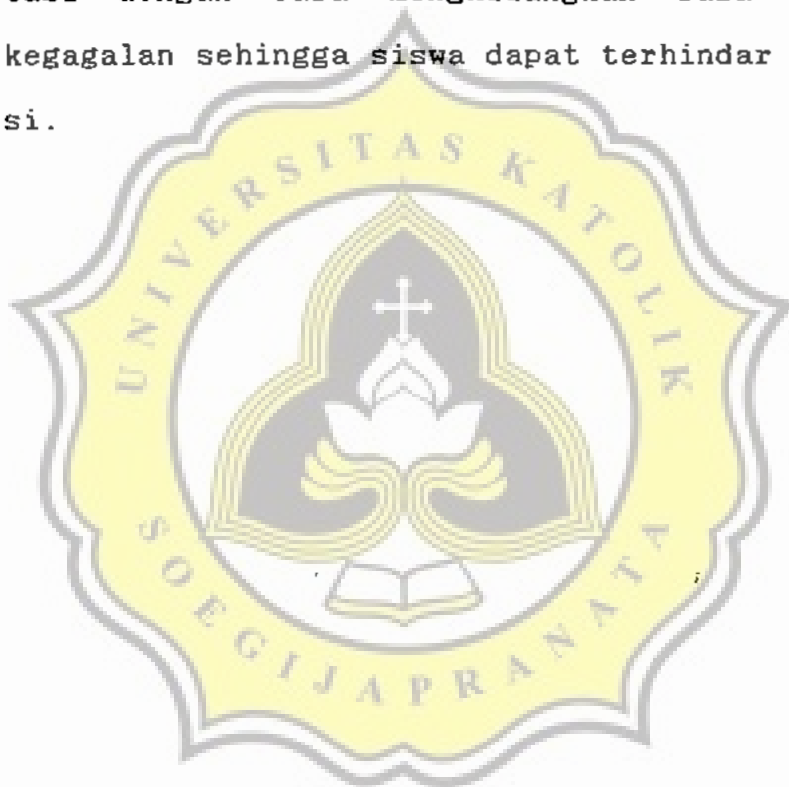 kegagalan sehingga siswa dapat terhindar
si.
UNIVERSITAS KATOLIK
SOEGIJAPRANATA